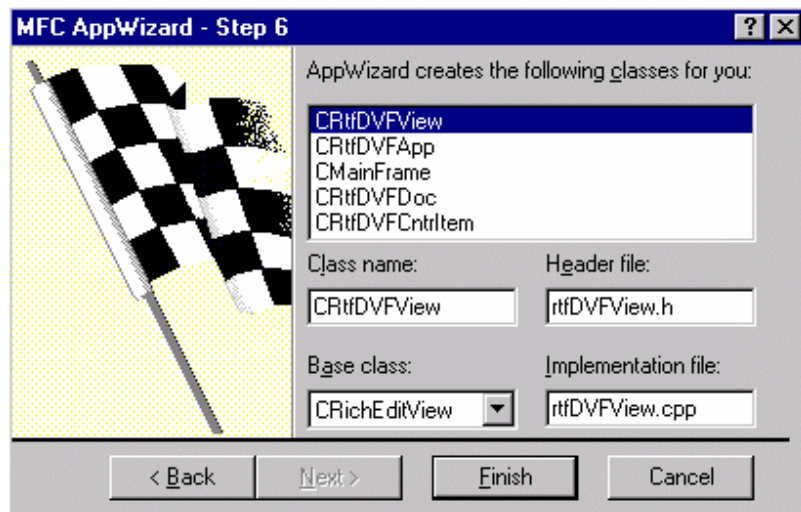 MFC AppWizard - Step 6
AppWizard creates the following classes for you:
CRtfDVFView
CRtfDVFApp
CMainFrame
CRtfDVFDoc
CRtfDVFCntrItem
Class name:
Header file:
CRtfDVFView
rtfDVFView.h
Base class:
Implementation file:
CRichEditView
rtfDVFView.cpp
< Back
Next >
Finish
Cancel